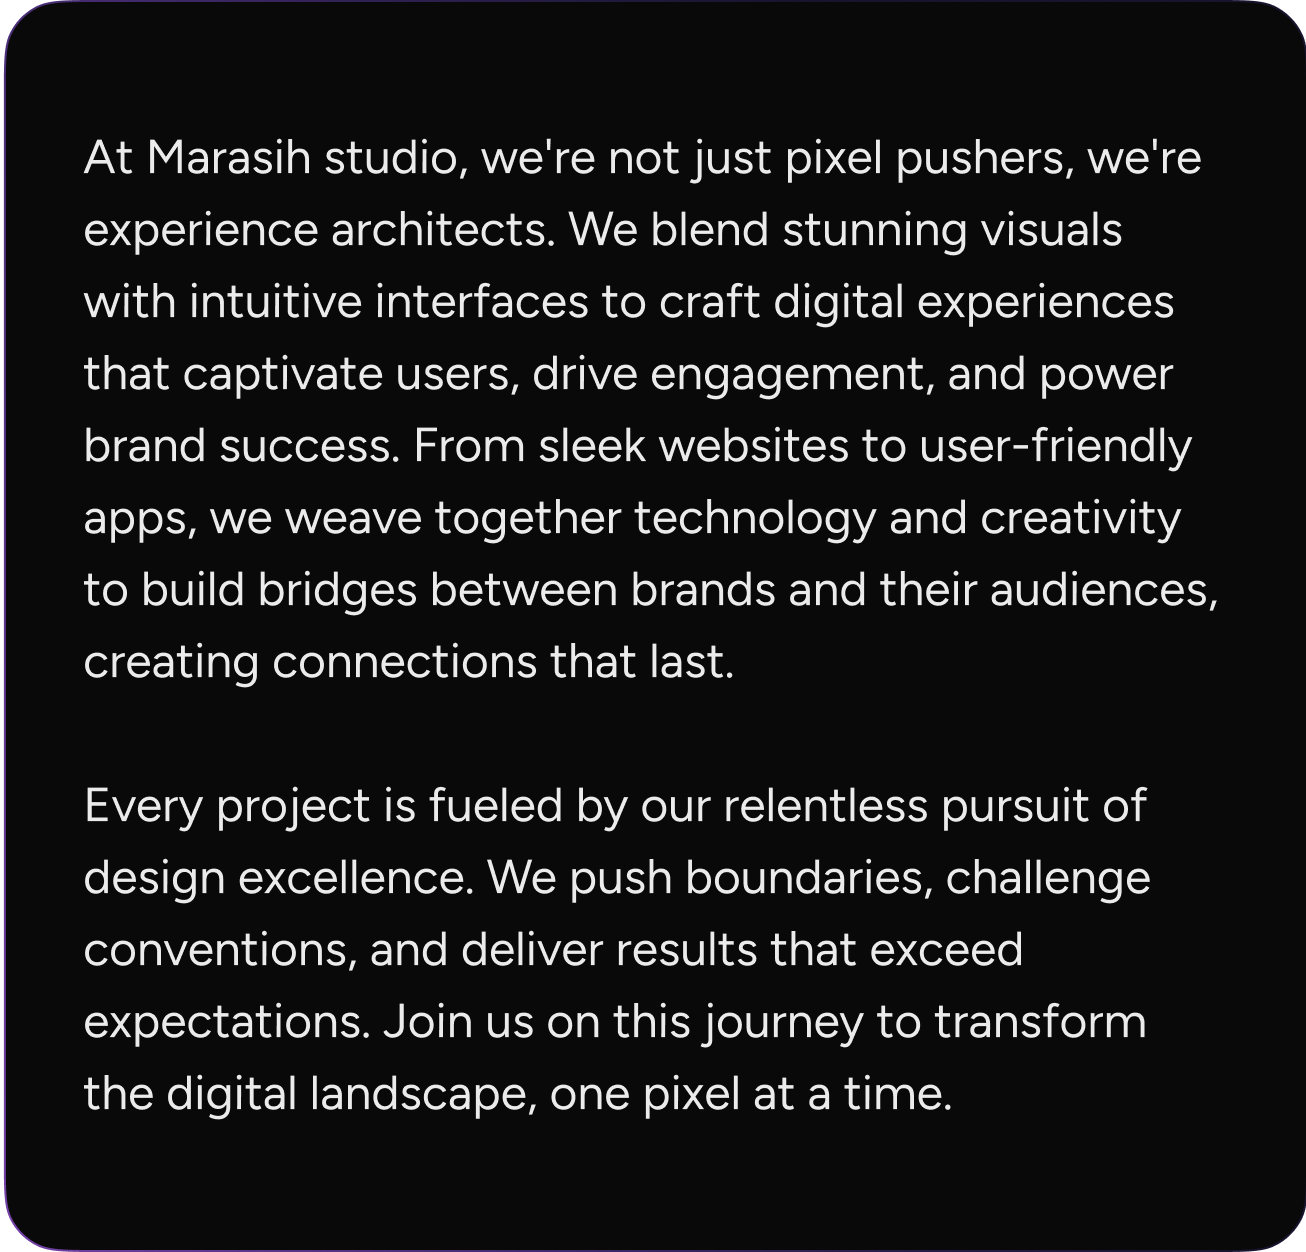 At Marasih studio, we're not just pixel pushers, we're
experience architects. We blend stunning visuals
with intuitive interfaces to craft digital experiences
that captivate users, drive engagement, and power
brand success. From sleek websites to user-friendly
apps, we weave together technology and creativity
to build bridges between brands and their audiences,
creating connections that last.
Every project is fueled by our relentless pursuit of
design excellence. We push boundaries, challenge
conventions, and deliver results that exceed
expectations. Join us on this journey to transform
the digital landscape, one pixel at a time.